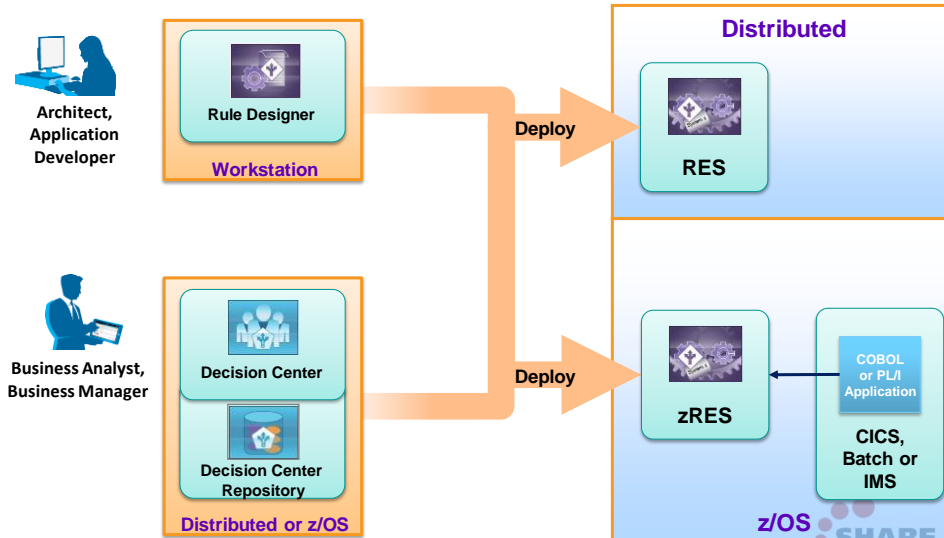 Architect,
Application
Developer
Rule Designer
Workstation
Deploy
Distributed
RES
Business Analyst,
Business Manager
Decision Center
Decision Center
Repository
Distributed or z/OS
Deploy
zRES
COBOL
or PL/I
Application
CICS,
Batch or
IMS
z/OS
SHARE